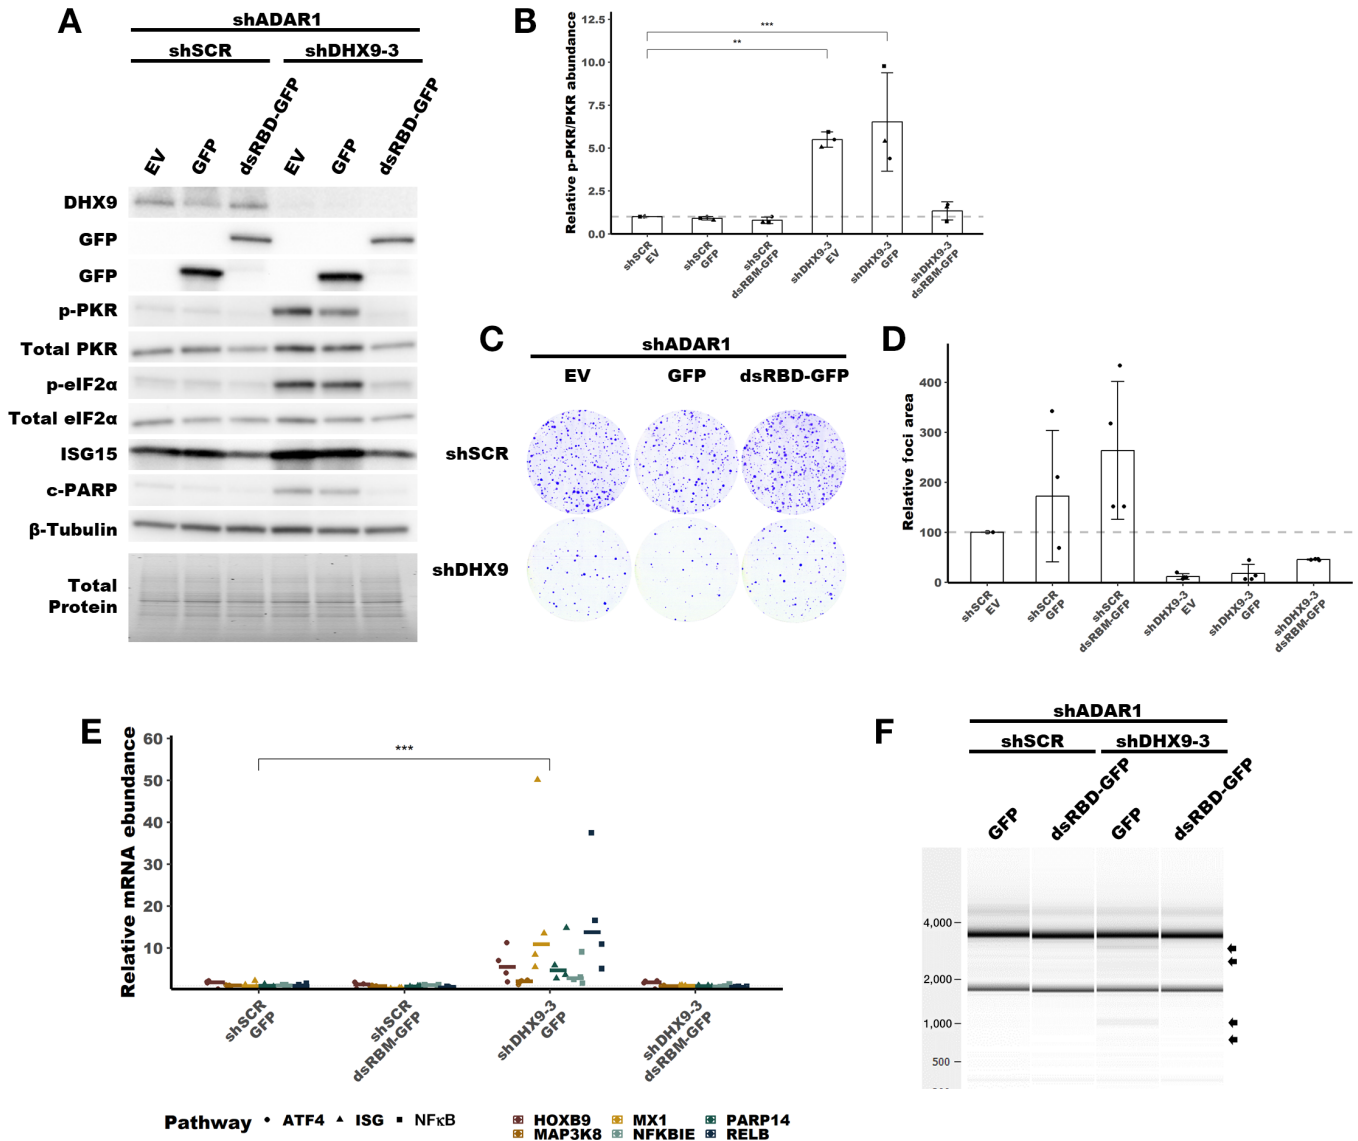 A
shADAR1
shSCR
shDHX9-3
EV
GFP
dsRBD-GFP
EV
GFP
dsRBD-GFP
DHX9
GFP
GFP
p-PKR
Total PKR
p-eIF2α
Total eIF2α
ISG15
c-PARP
β-Tubulin
Total
Protein
B
Relative p-PKR/PKR abundance
12.5
10.0
7.5
5.0
2.5
0.0
***
**
shSCR
EV
shSCR
GFP
shSCR
dsRBM-GFP
shDHX9-3
EV
shDHX9-3
GFP
shDHX9-3
dsRBM-GFP
C
shADAR1
EV
GFP
dsRBD-GFP
shSCR
shDHX9
D
Relative foci area
400
300
200
100
0
shSCR
EV
shSCR
GFP
shSCR
dsRBM-GFP
shDHX9-3
EV
shDHX9-3
GFP
shDHX9-3
dsRBM-GFP
E
Relative mRNA ebundance
60
50
40
30
20
10
***
shSCR
GFP
shSCR
dsRBM-GFP
shDHX9-3
GFP
shDHX9-3
dsRBM-GFP
Pathway ATF4 ISG NFκB
HOXB9 MX1 PARP14
MAP3K8 NFKBIE RELB
F
shADAR1
shSCR
shDHX9-3
GFP
dsRBD-GFP
GFP
dsRBD-GFP
4,000
2,000
1,000
500